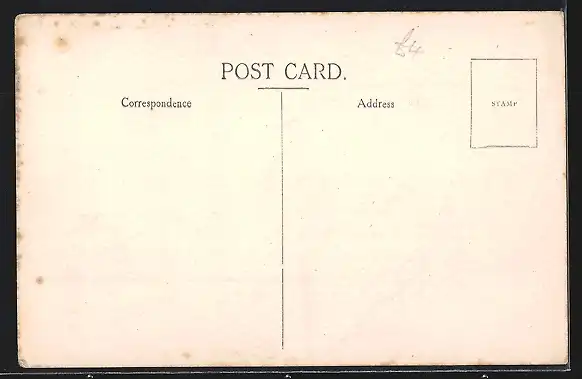 POST CARD.
Correspondence
Address
STAMP